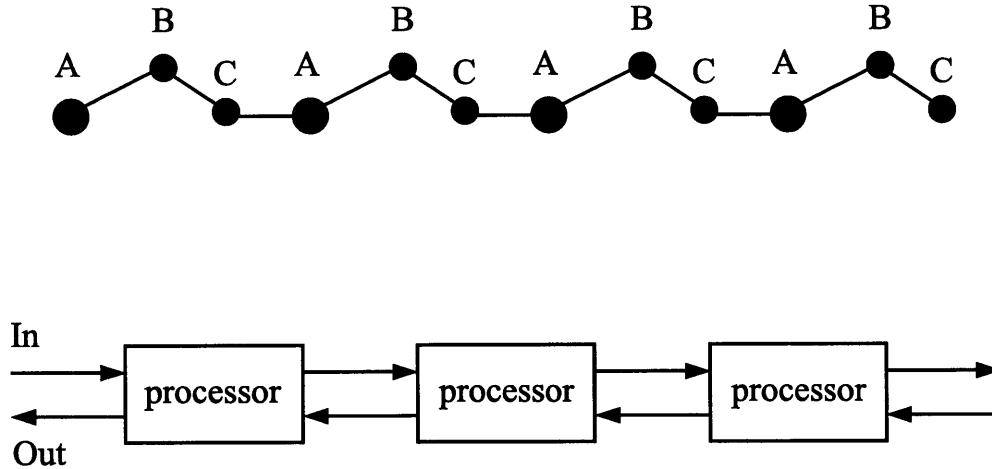 B B B B
A C A C A C A C
In
processor processor processor
Out